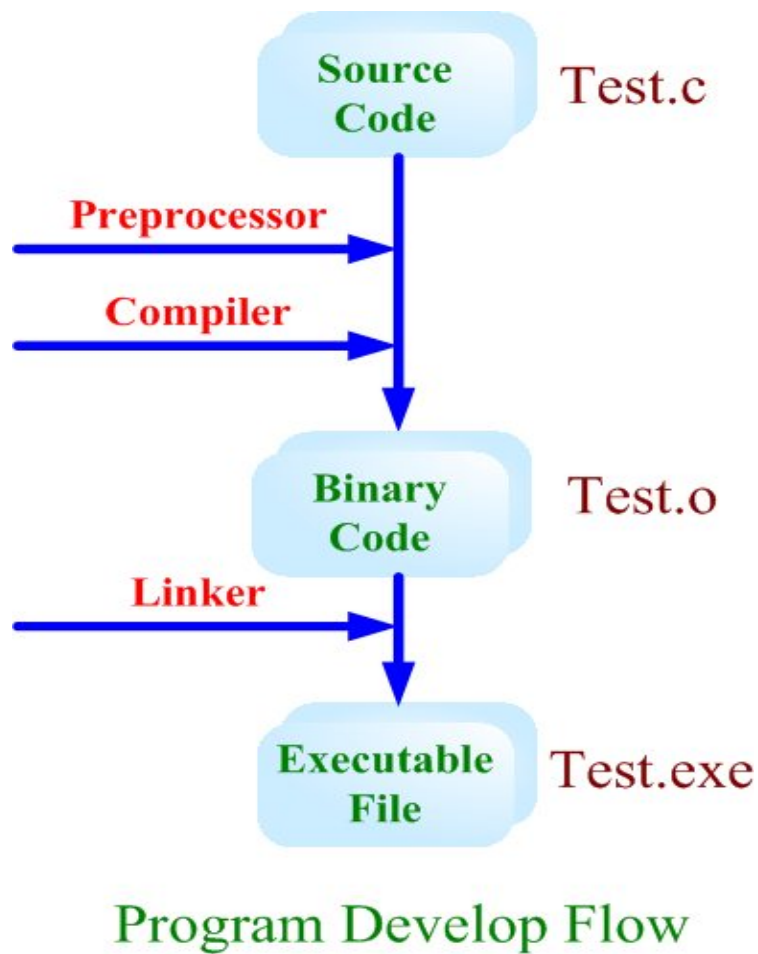 Source
Code
Test.c
Preprocessor
Compiler
Binary
Code
Test.o
Linker
Executable
File
Test.exe
Program Develop Flow